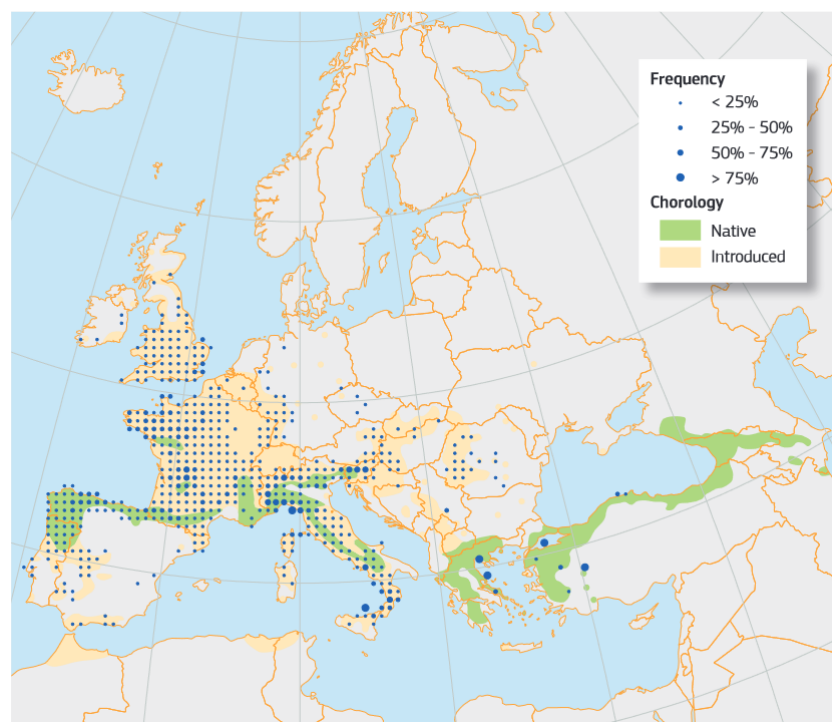 Frequency
< 25%
25% - 50%
50% - 75%
> 75%
Chorology
Native
Introduced